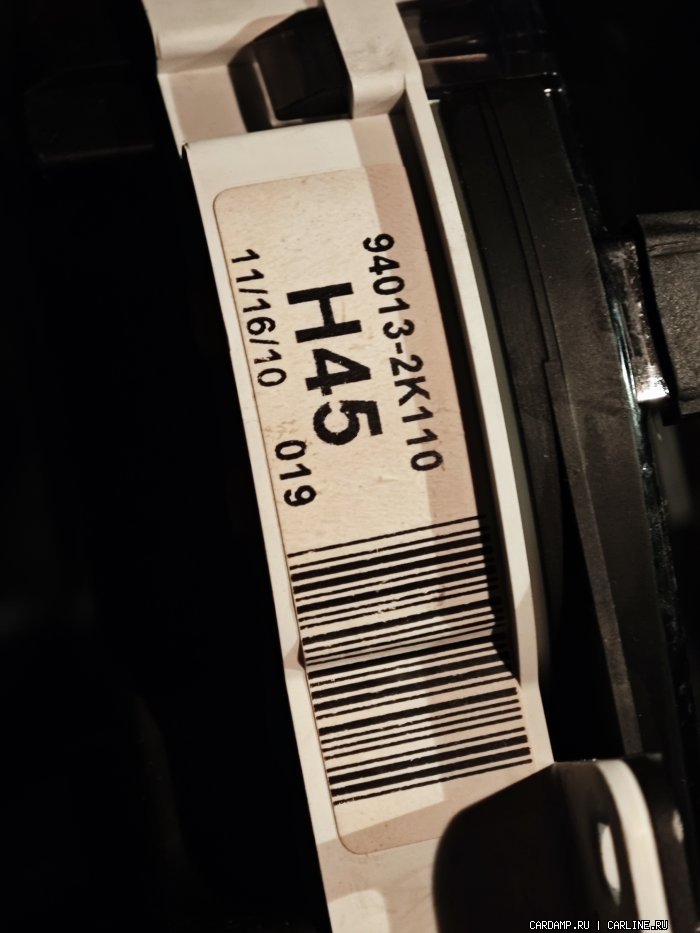 94013-2K110
H45
11/16/10 019
CARDAMP.RU | CARLINE.RU